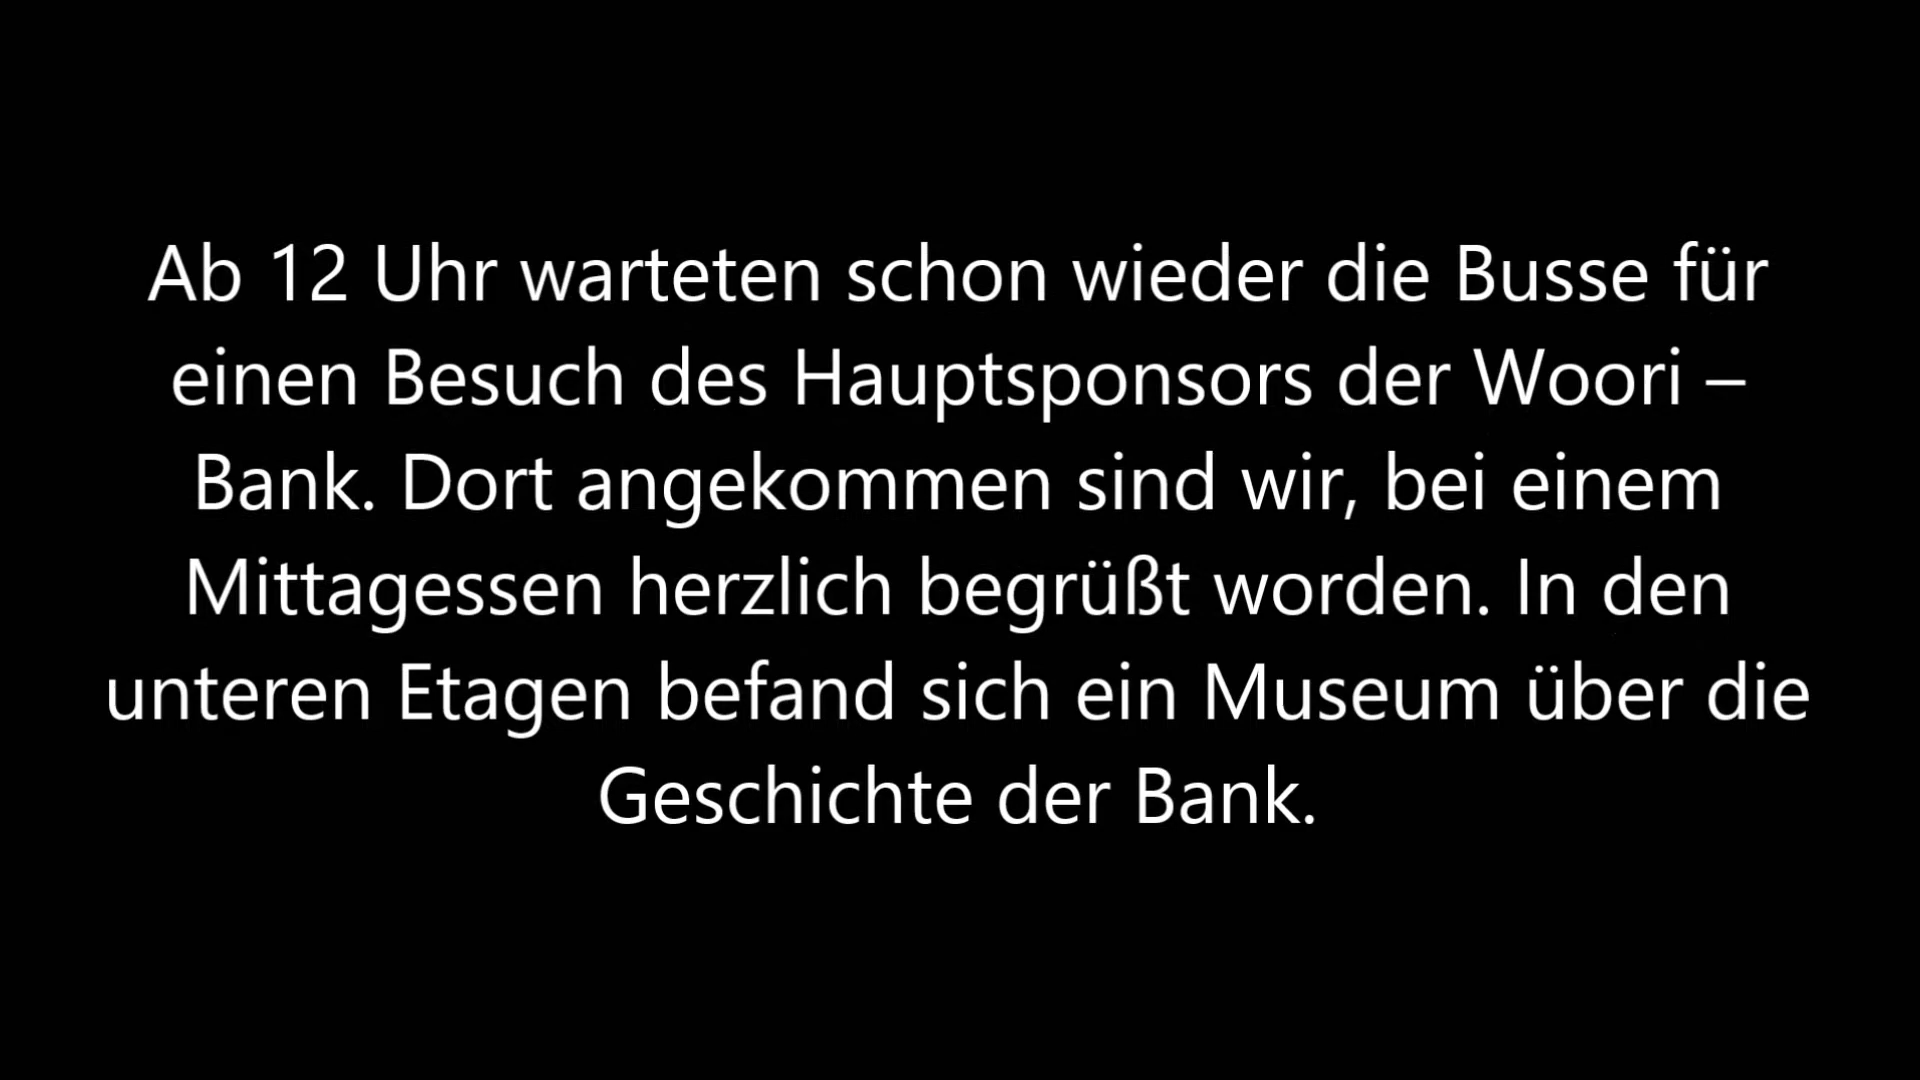 Ab 12 Uhr warteten schon wieder die Busse für
einen Besuch des Hauptsponsors der Woori –
Bank. Dort angekommen sind wir, bei einem
Mittagessen herzlich begrüßt worden. In den
unteren Etagen befand sich ein Museum über die
Geschichte der Bank.